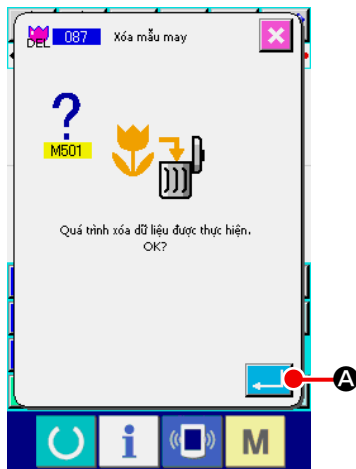 DEL 087 Xóa mẫu may
?
M501
Quá trình xóa dữ liệu được thực hiện.
OK?
A
i
M